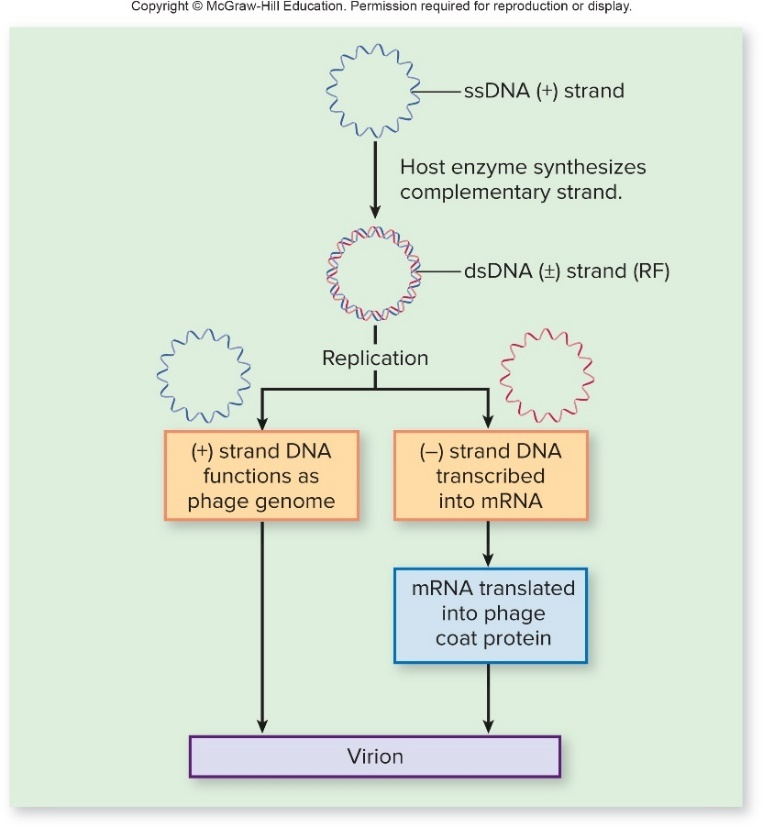 Copyright © McGraw-Hill Education. Permission required for reproduction or display.
ssDNA (+) strand
Host enzyme synthesizes
complementary strand.
dsDNA (±) strand (RF)
Replication
(+) strand DNA
functions as
phage genome
(–) strand DNA
transcribed
into mRNA
mRNA translated
into phage
coat protein
Virion